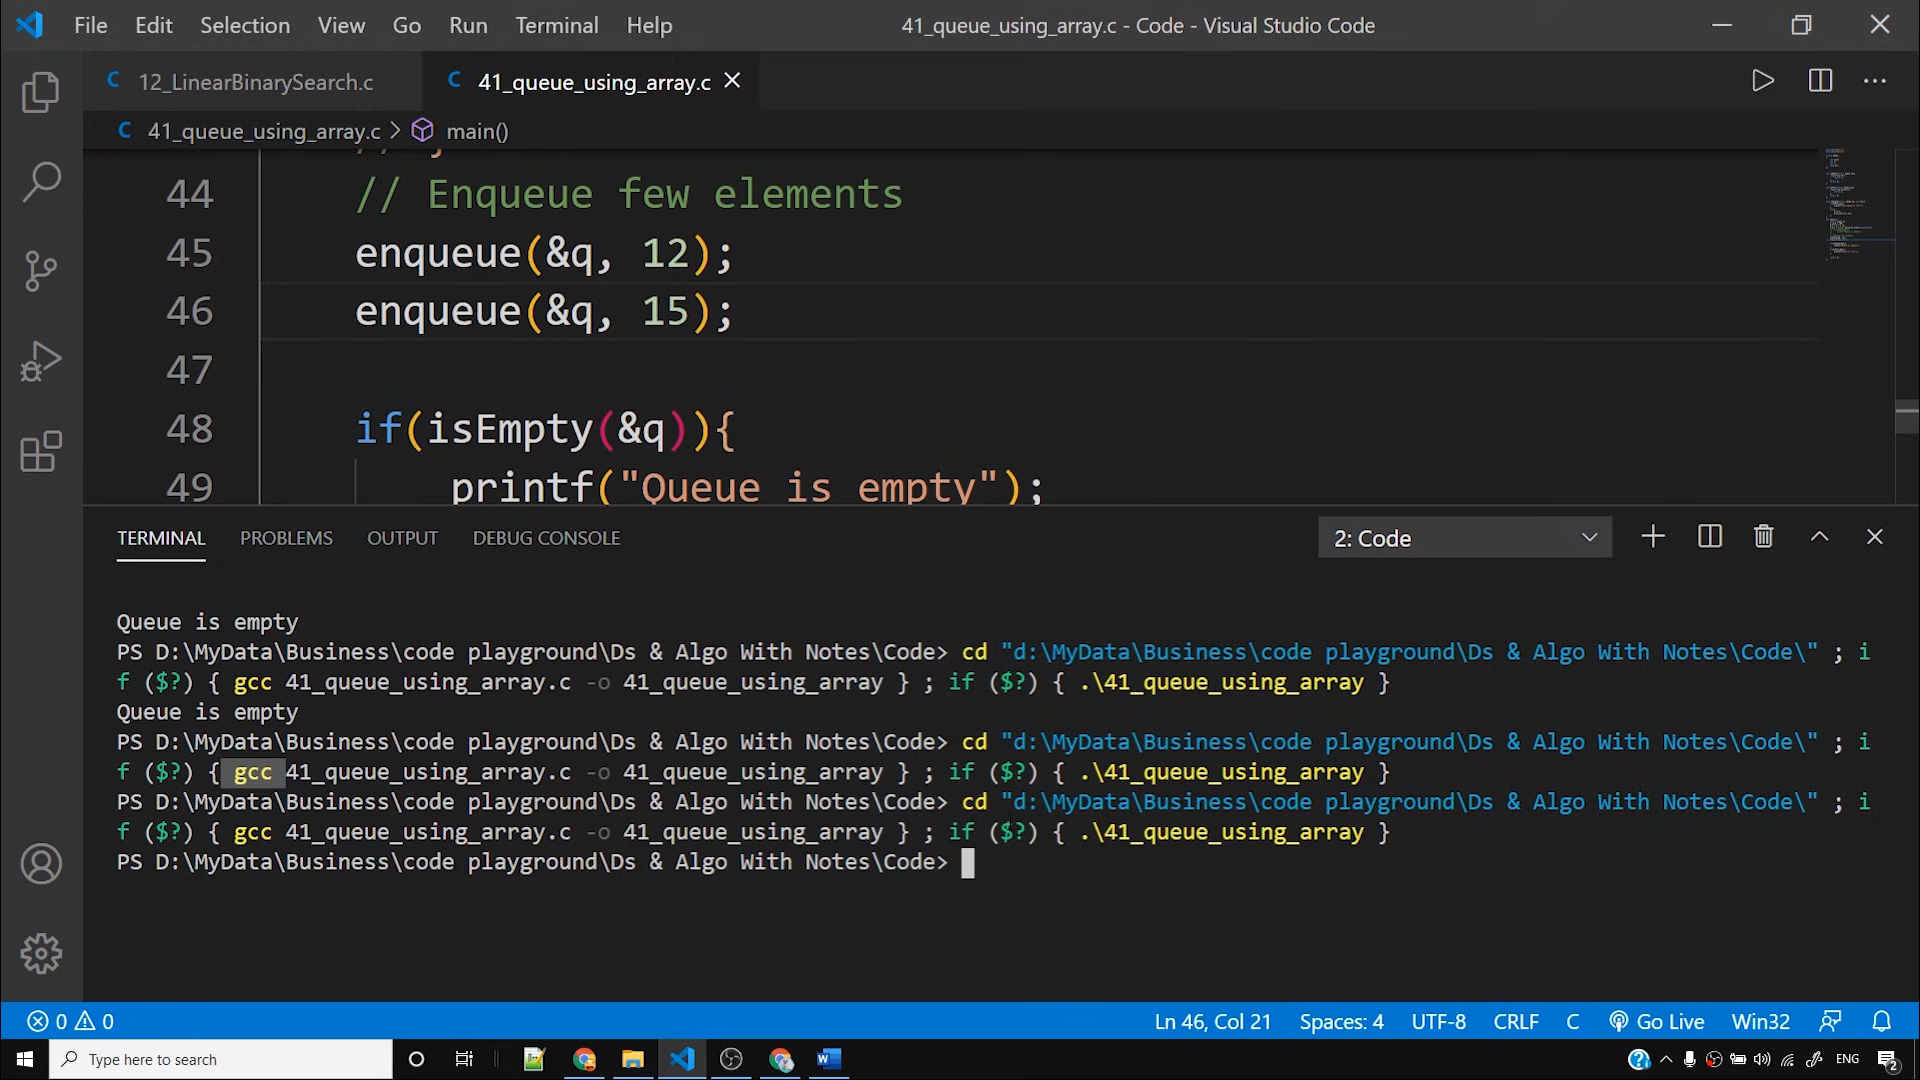 File Edit Selection View Go Run Terminal Help 41_queue_using_array.c - Code - Visual Studio Code
C 12_LinearBinarySearch.c C 41_queue_using_array.c
C 41_queue_using_array.c > main()
44 // Enqueue few elements
45 enqueue(&q, 12);
46 enqueue(&q, 15);
47
48 if(isEmpty(&q)){
49 printf("Queue is empty");
TERMINAL PROBLEMS OUTPUT DEBUG CONSOLE 2: Code
Queue is empty
PS D:\MyData\Business\code playground\Ds & Algo With Notes\Code> cd "d:\MyData\Business\code playground\Ds & Algo With Notes\Code\" ; i
f ($?) { gcc 41_queue_using_array.c -o 41_queue_using_array } ; if ($?) { .\41_queue_using_array }
Queue is empty
PS D:\MyData\Business\code playground\Ds & Algo With Notes\Code> cd "d:\MyData\Business\code playground\Ds & Algo With Notes\Code\" ; i
f ($?) { gcc 41_queue_using_array.c -o 41_queue_using_array } ; if ($?) { .\41_queue_using_array }
PS D:\MyData\Business\code playground\Ds & Algo With Notes\Code> cd "d:\MyData\Business\code playground\Ds & Algo With Notes\Code\" ; i
f ($?) { gcc 41_queue_using_array.c -o 41_queue_using_array } ; if ($?) { .\41_queue_using_array }
PS D:\MyData\Business\code playground\Ds & Algo With Notes\Code>
0 0 Ln 46, Col 21 Spaces: 4 UTF-8 CRLF C Go Live Win32
Type here to search ENG 2